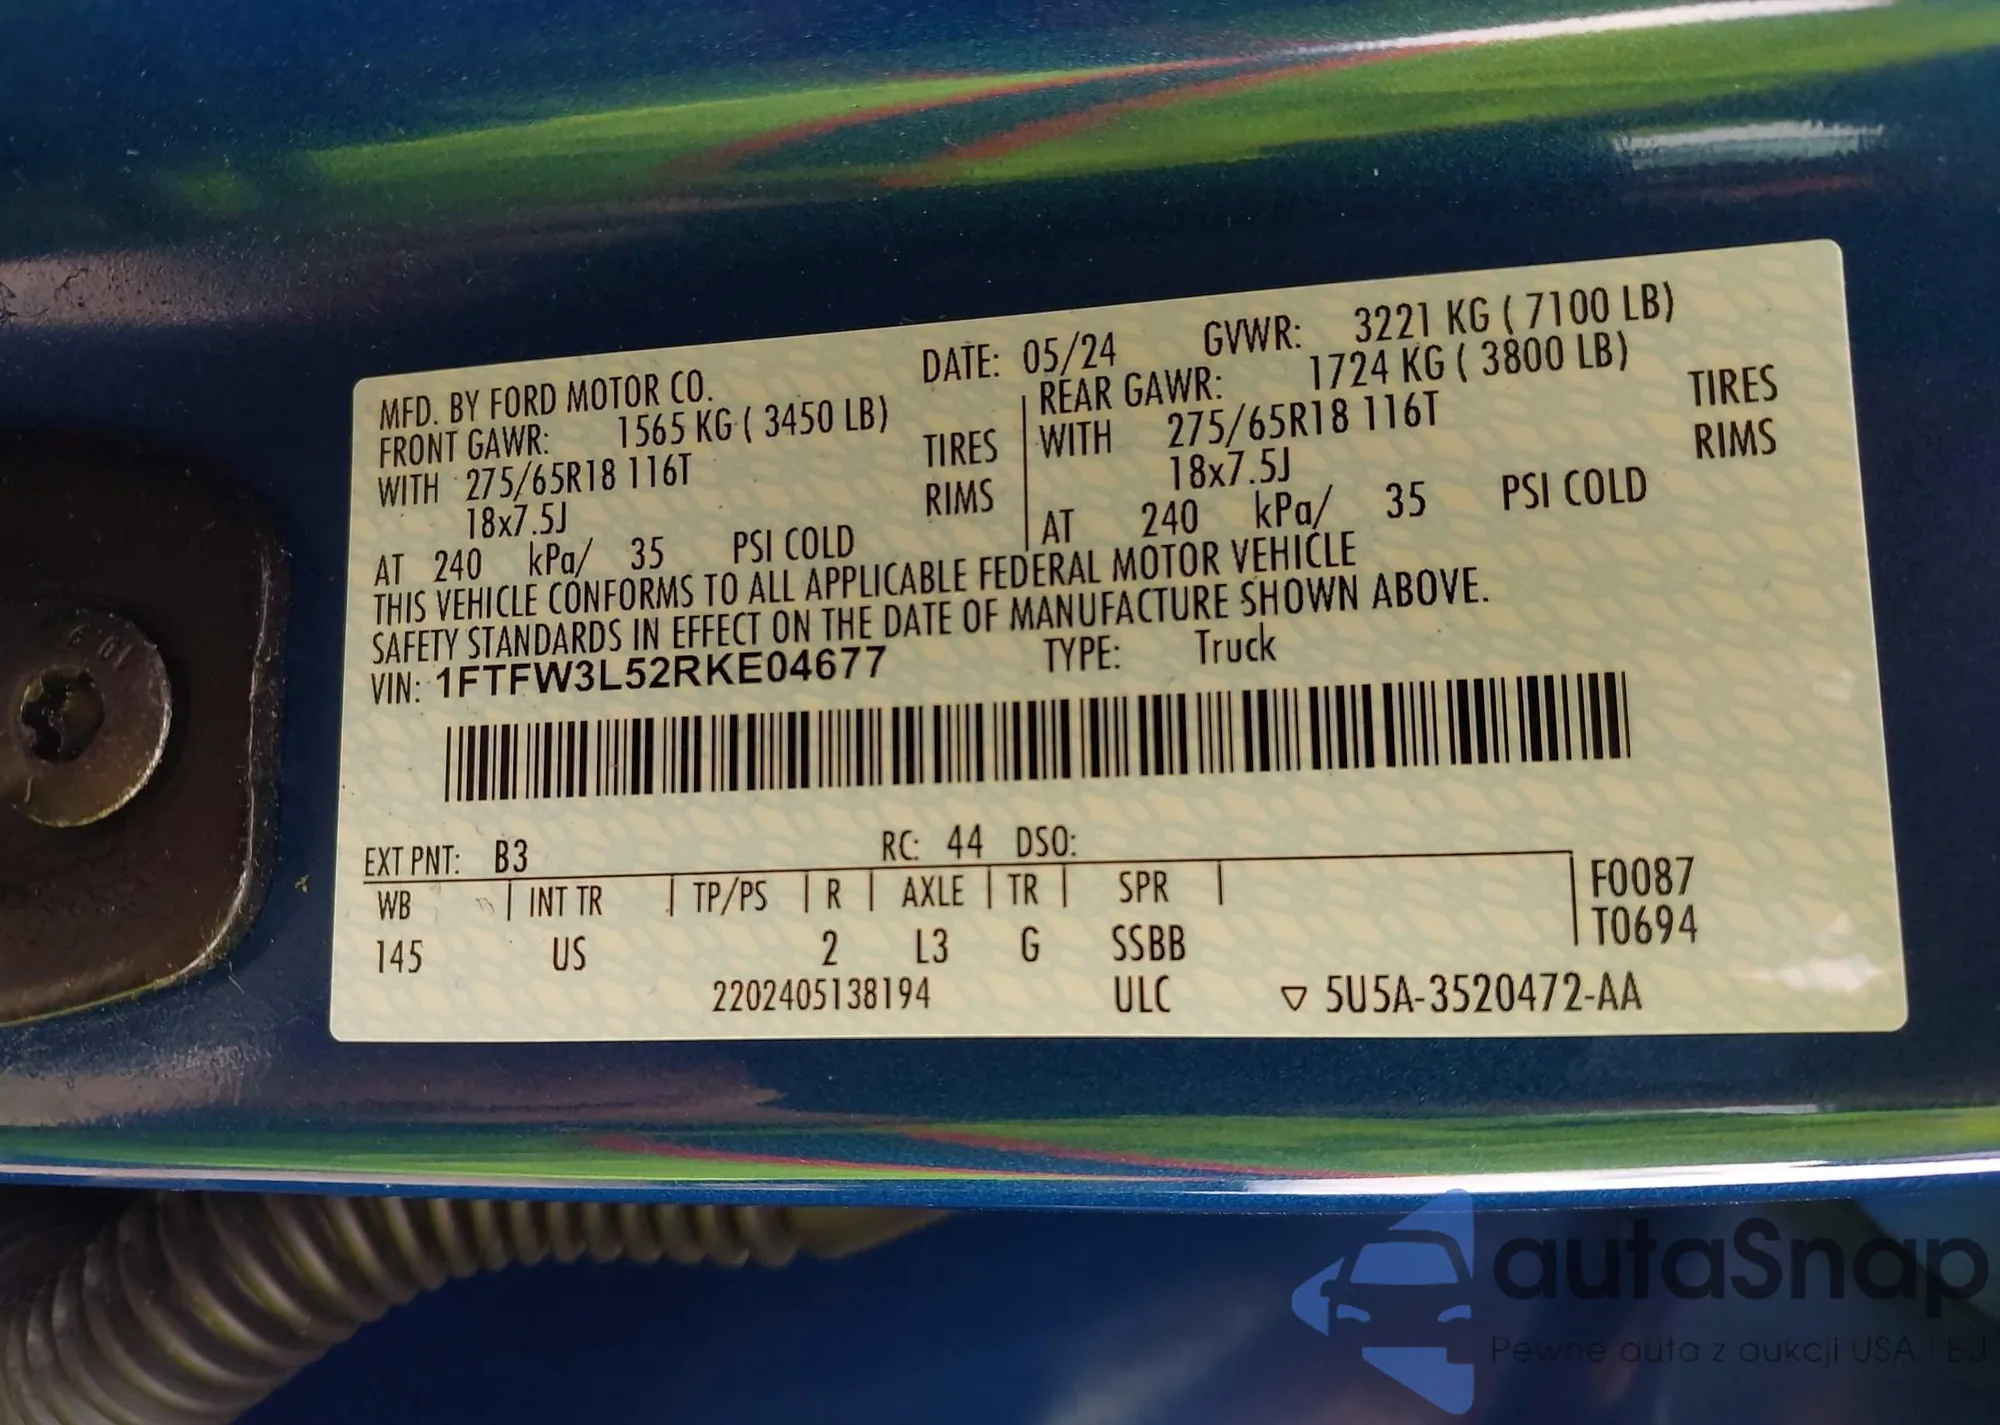 MFD. BY FORD MOTOR CO. DATE: 05/24 GVWR: 3221 KG ( 7100 LB)
FRONT GAWR: 1565 KG ( 3450 LB) REAR GAWR: 1724 KG ( 3800 LB)
WITH 275/65R18 116T TIRES WITH 275/65R18 116T TIRES
18x7.5J RIMS 18x7.5J RIMS
AT 240 kPa/ 35 PSI COLD AT 240 kPa/ 35 PSI COLD
THIS VEHICLE CONFORMS TO ALL APPLICABLE FEDERAL MOTOR VEHICLE
SAFETY STANDARDS IN EFFECT ON THE DATE OF MANUFACTURE SHOWN ABOVE.
VIN: 1FTFW3L52RKE04677 TYPE: Truck
EXT PNT: B3 RC: 44 DSO:
WB INT TR TP/PS R AXLE TR SPR F0087
145 US 2 L3 G SSBB T0694
2202405138194 ULC ▽ 5U5A-3520472-AA
autaSnap
Pewne auta z aukcji USA i EU